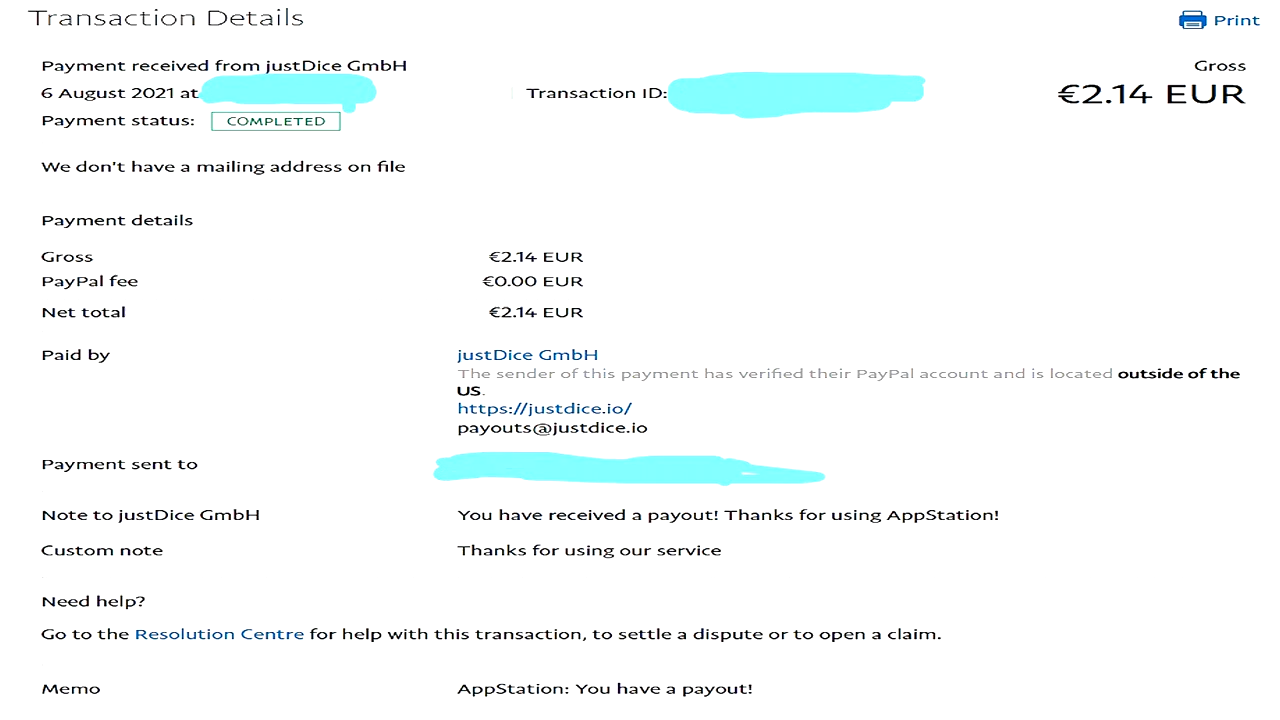 Transaction Details
Print
Payment received from justDice GmbH
Gross
6 August 2021 at
Transaction ID:
€2.14 EUR
Payment status: COMPLETED
We don't have a mailing address on file
Payment details
Gross €2.14 EUR
PayPal fee €0.00 EUR
Net total €2.14 EUR
Paid by justDice GmbH
The sender of this payment has verified their PayPal account and is located outside of the
US.
https://justdice.io/
payouts@justdice.io
Payment sent to
Note to justDice GmbH You have received a payout! Thanks for using AppStation!
Custom note Thanks for using our service
Need help?
Go to the Resolution Centre for help with this transaction, to settle a dispute or to open a claim.
Memo AppStation: You have a payout!